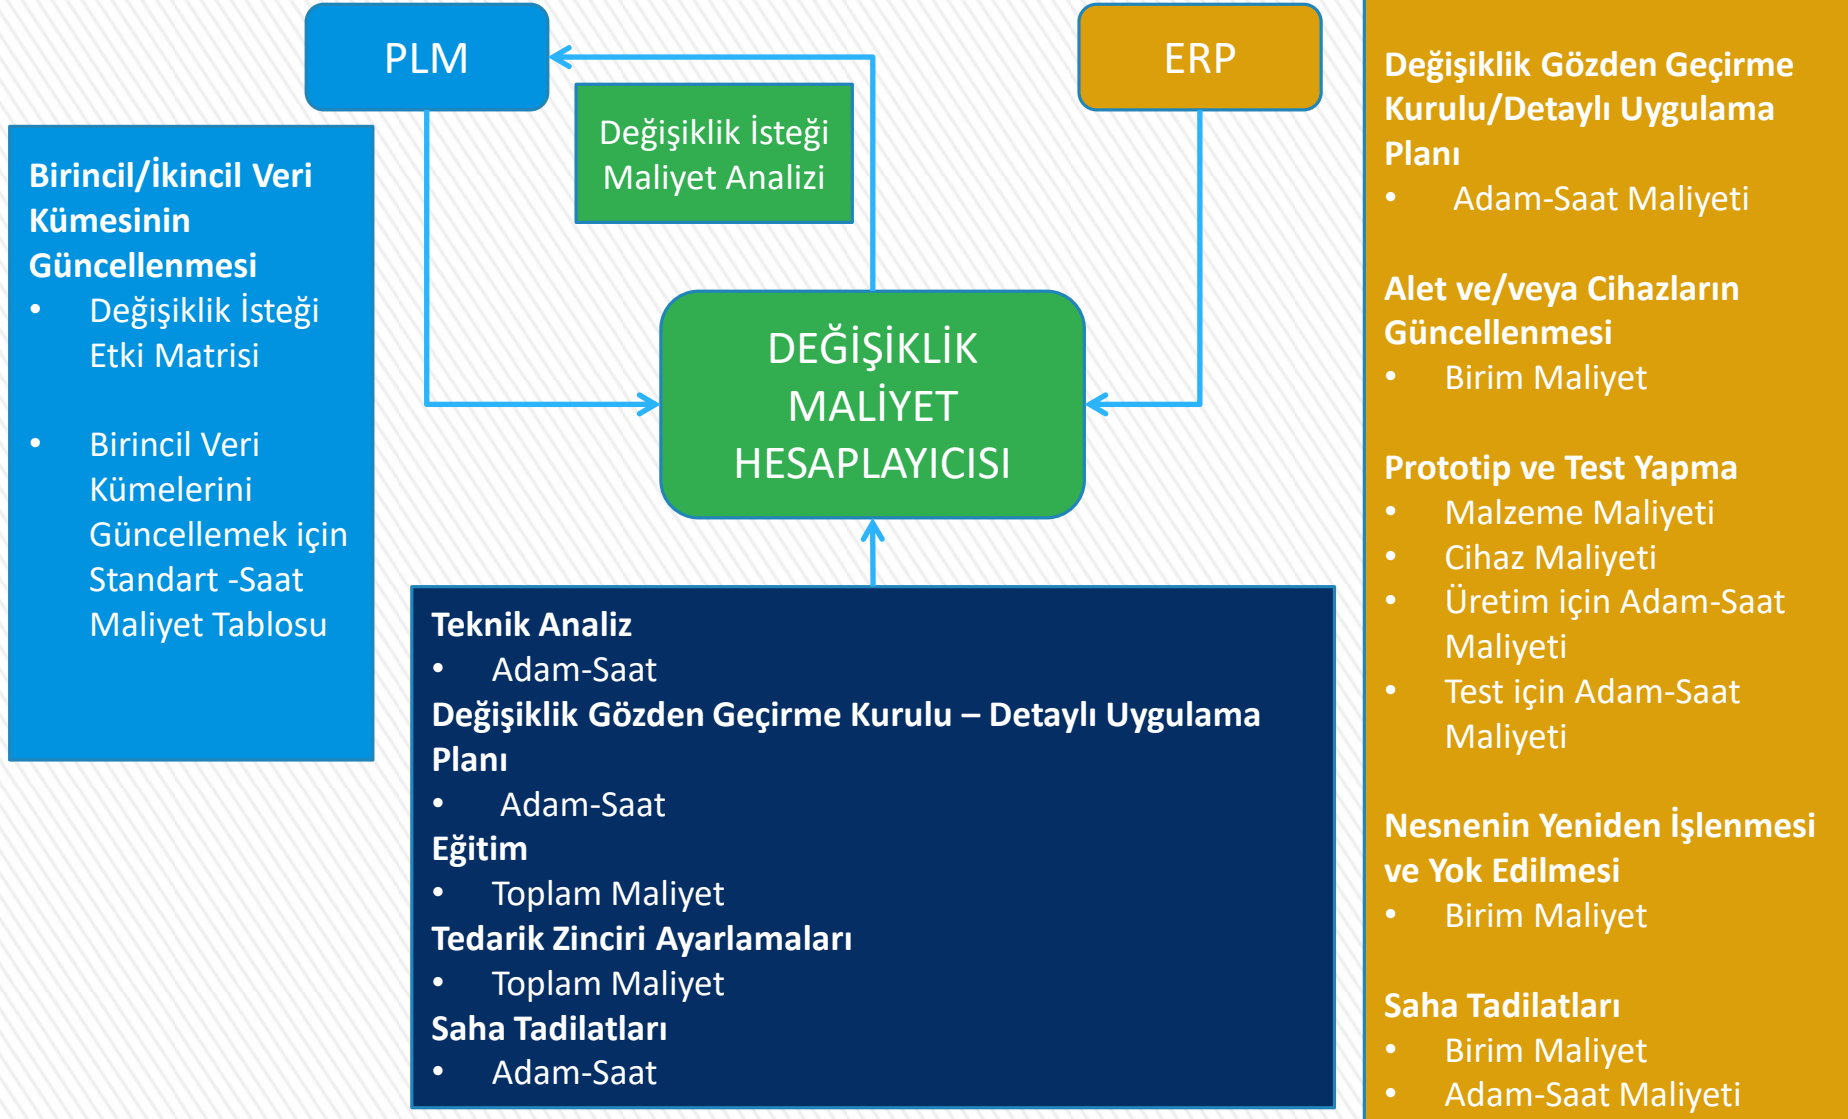 PLM
ERP
Değişiklik İsteği
Maliyet Analizi
Birincil/İkincil Veri
Kümesinin
Güncellenmesi
• Değişiklik İsteği
Etki Matrisi
• Birincil Veri
Kümelerini
Güncellemek için
Standart -Saat
Maliyet Tablosu
DEĞİŞİKLİK
MALİYET
HESAPLAYICISI
Teknik Analiz
• Adam-Saat
Değişiklik Gözden Geçirme Kurulu – Detaylı Uygulama
Planı
• Adam-Saat
Eğitim
• Toplam Maliyet
Tedarik Zinciri Ayarlamaları
• Toplam Maliyet
Saha Tadilatları
• Adam-Saat
Değişiklik Gözden Geçirme
Kurulu/Detaylı Uygulama
Planı
• Adam-Saat Maliyeti
Alet ve/veya Cihazların
Güncellenmesi
• Birim Maliyet
Prototip ve Test Yapma
• Malzeme Maliyeti
• Cihaz Maliyeti
• Üretim için Adam-Saat
Maliyeti
• Test için Adam-Saat
Maliyeti
Nesnenin Yeniden İşlenmesi
ve Yok Edilmesi
• Birim Maliyet
Saha Tadilatları
• Birim Maliyet
• Adam-Saat Maliyeti